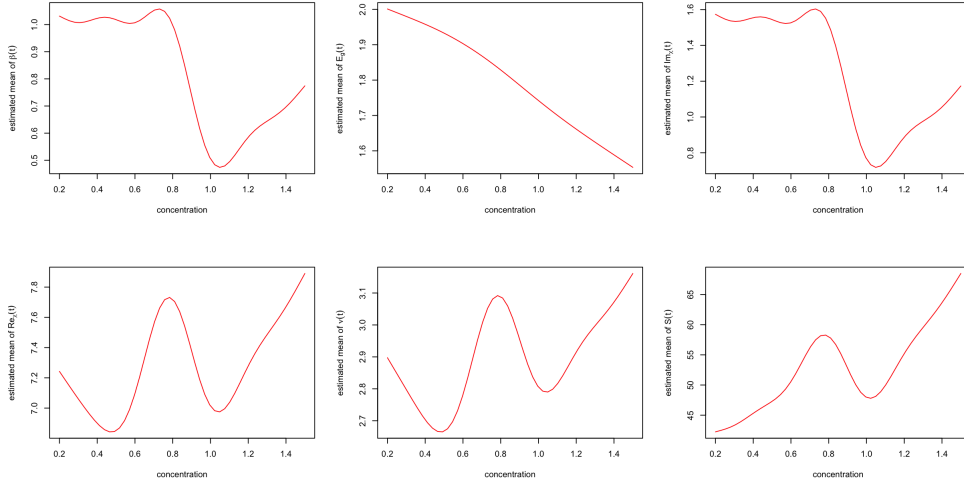 estimated mean of β(t)
1.0
0.9
0.8
0.7
0.6
0.5
0.2 0.4 0.6 0.8 1.0 1.2 1.4
concentration
estimated mean of E_g(t)
2.0
1.9
1.8
1.7
1.6
0.2 0.4 0.6 0.8 1.0 1.2 1.4
concentration
estimated mean of Im_χ(t)
1.6
1.4
1.2
1.0
0.8
0.2 0.4 0.6 0.8 1.0 1.2 1.4
concentration
estimated mean of Re_χ(t)
7.8
7.6
7.4
7.2
7.0
0.2 0.4 0.6 0.8 1.0 1.2 1.4
concentration
estimated mean of ν(t)
3.1
3.0
2.9
2.8
2.7
0.2 0.4 0.6 0.8 1.0 1.2 1.4
concentration
estimated mean of S(t)
65
60
55
50
45
0.2 0.4 0.6 0.8 1.0 1.2 1.4
concentration